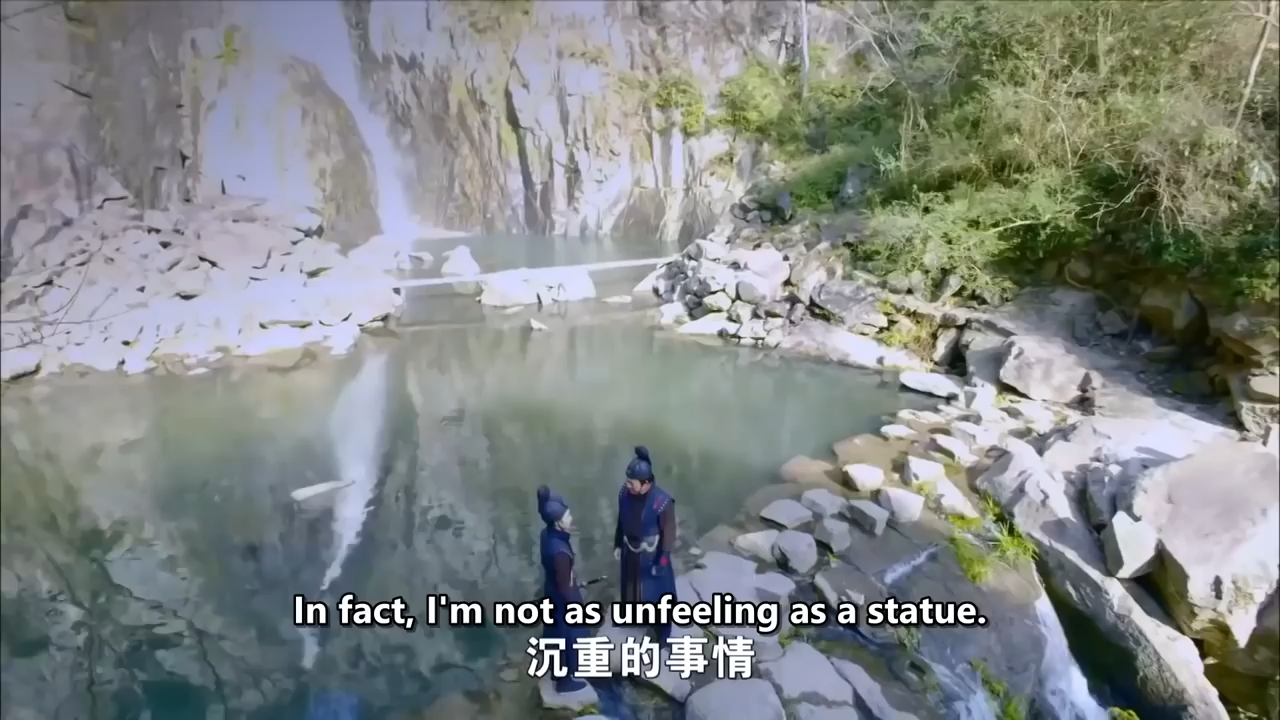 In fact, I'm not as unfeeling as a statue.
沉重的事情